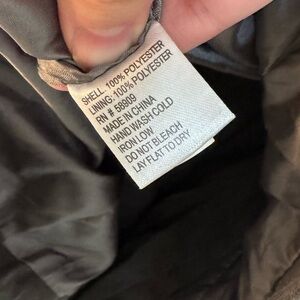 SHELL: 100% POLYESTER
LINING: 100% POLYESTER
RN # 58909
MADE IN CHINA
HAND WASH COLD
IRON LOW
DO NOT BLEACH
LAY FLAT TO DRY